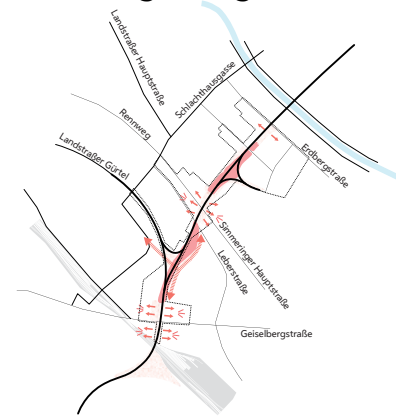 Landstraßer Hauptstraße
Schlachthausgasse
Rennweg
Landstraßer Gürtel
Erdbergstraße
Simmeringer Hauptstraße
Leberstraße
Geiselbergstraße